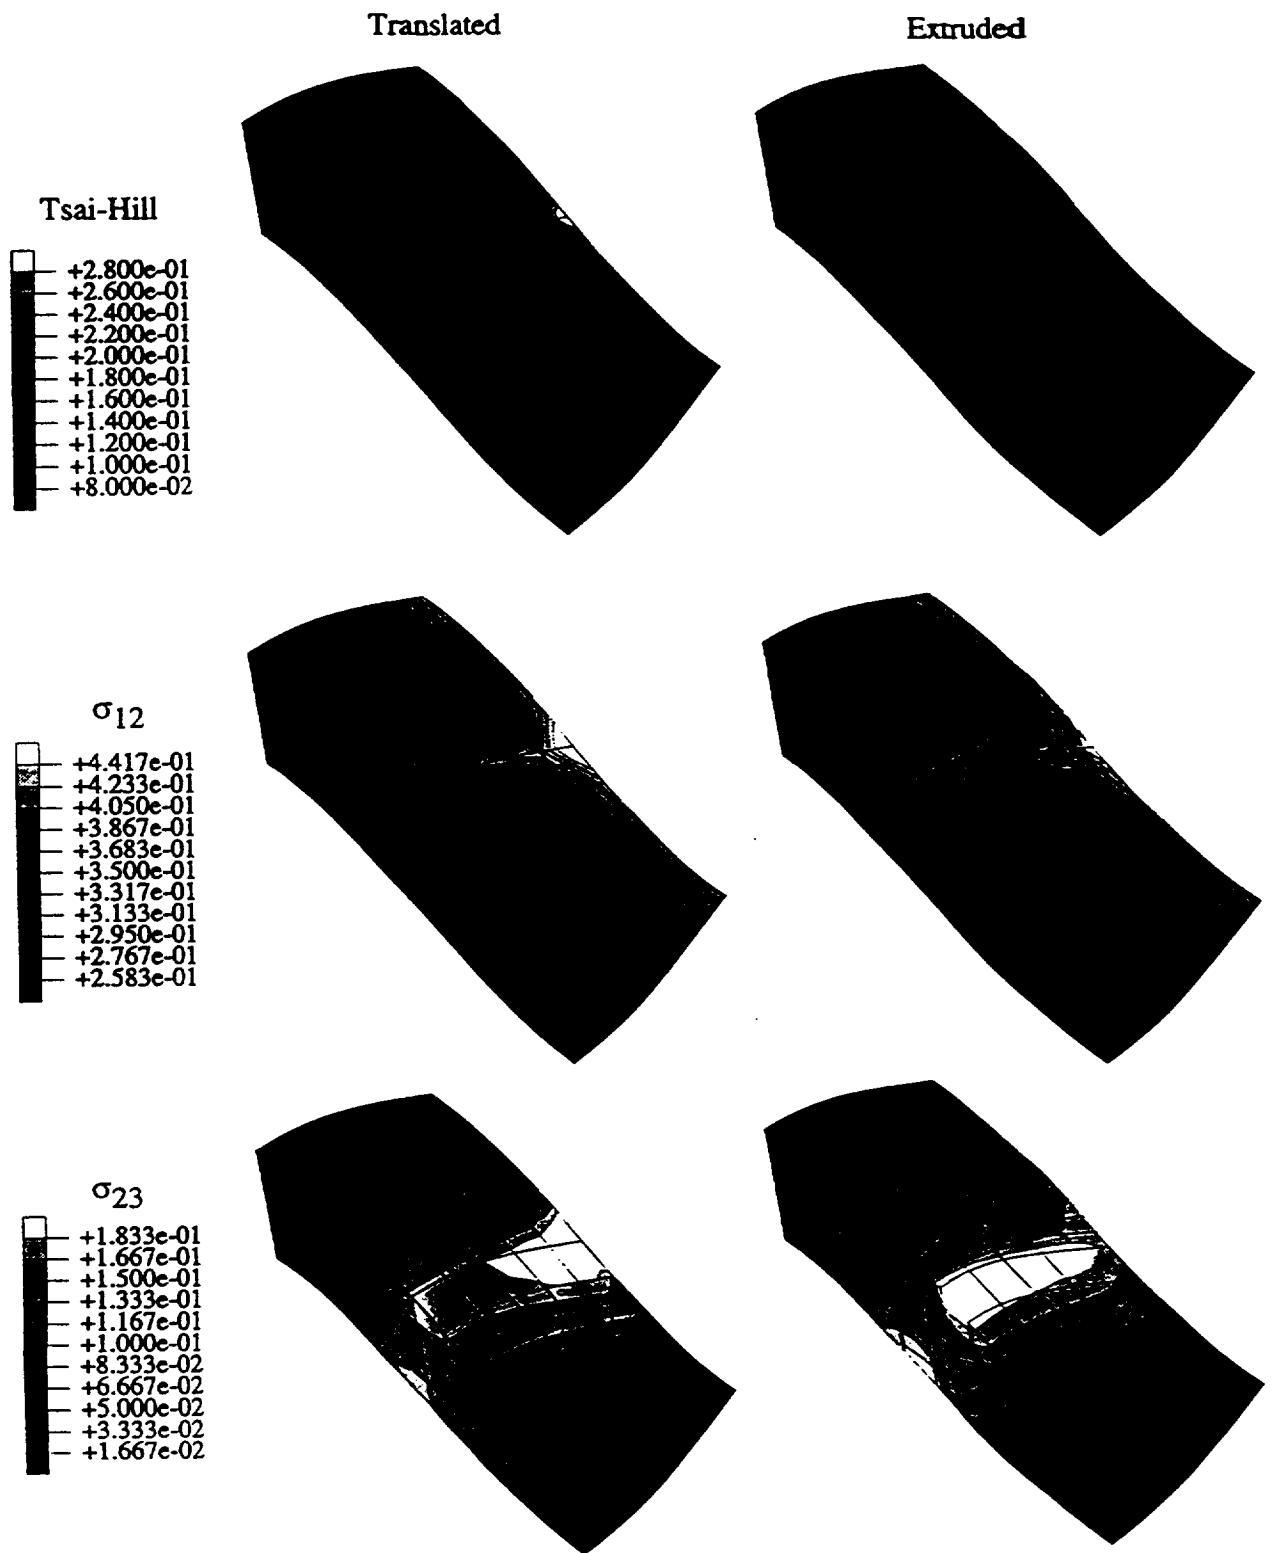 Translated
Extruded
Tsai-Hill
+2.800e-01
+2.600e-01
+2.400e-01
+2.200e-01
+2.000e-01
+1.800e-01
+1.600e-01
+1.400e-01
+1.200e-01
+1.000e-01
+8.000e-02
σ12
+4.417e-01
+4.233e-01
+4.050e-01
+3.867e-01
+3.683e-01
+3.500e-01
+3.317e-01
+3.133e-01
+2.950e-01
+2.767e-01
+2.583e-01
σ23
+1.833e-01
+1.667e-01
+1.500e-01
+1.333e-01
+1.167e-01
+1.000e-01
+8.333e-02
+6.667e-02
+5.000e-02
+3.333e-02
+1.667e-02